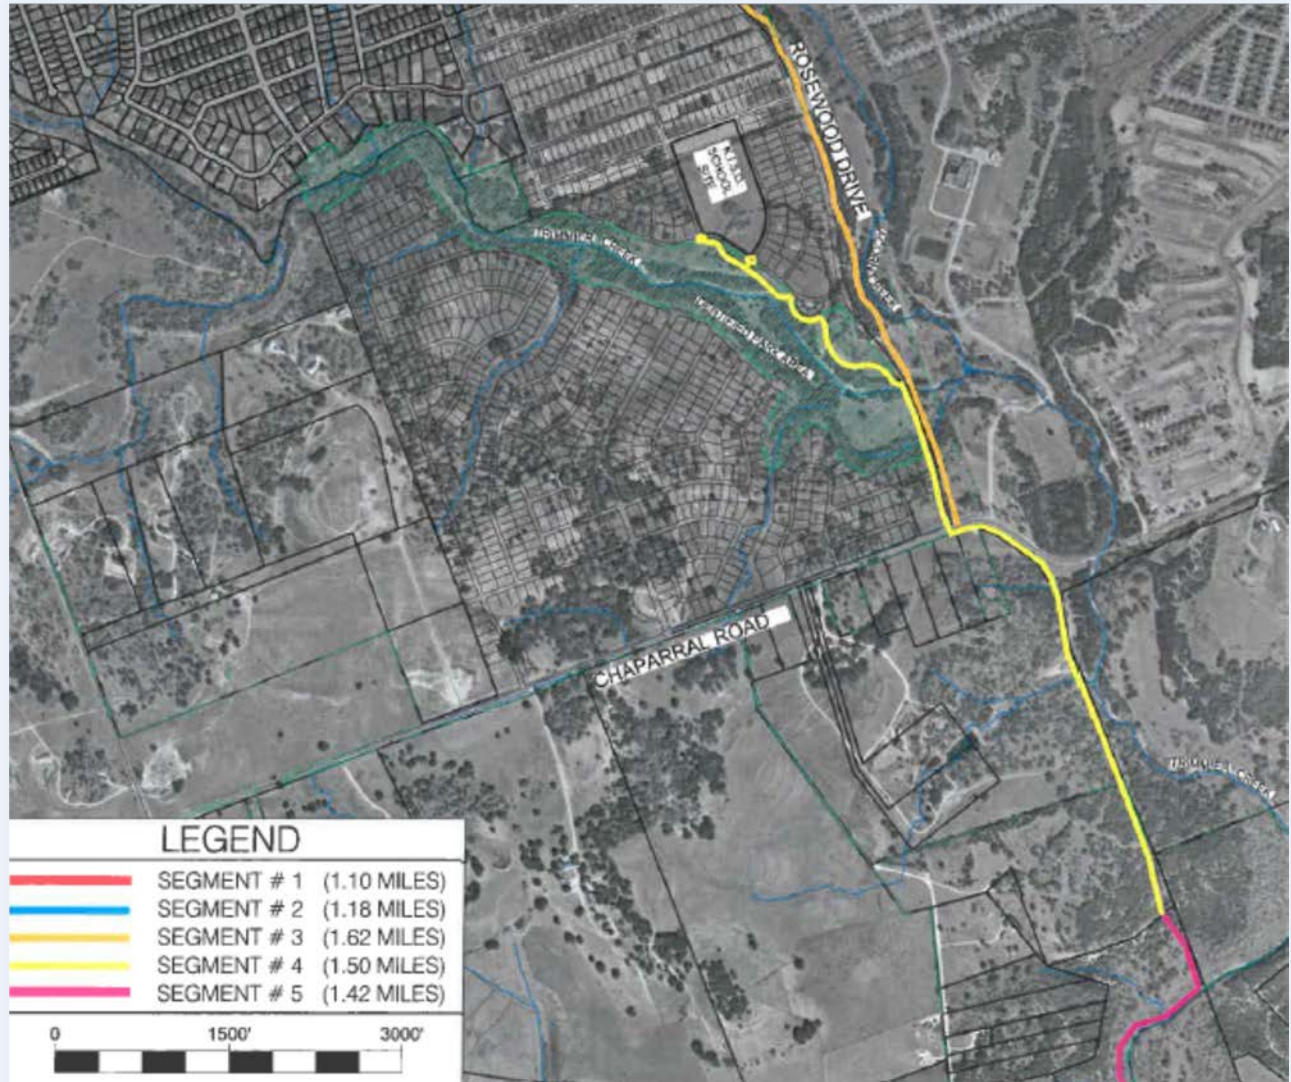 ROSEWOOD DRIVE
SCHOOL
SITE
TRIMMIER CREEK
PARK AREA
CHAPARRAL ROAD
TRIMMIER CREEK
LEGEND
SEGMENT # 1 (1.10 MILES)
SEGMENT # 2 (1.18 MILES)
SEGMENT # 3 (1.62 MILES)
SEGMENT # 4 (1.50 MILES)
SEGMENT # 5 (1.42 MILES)
0 1500' 3000'